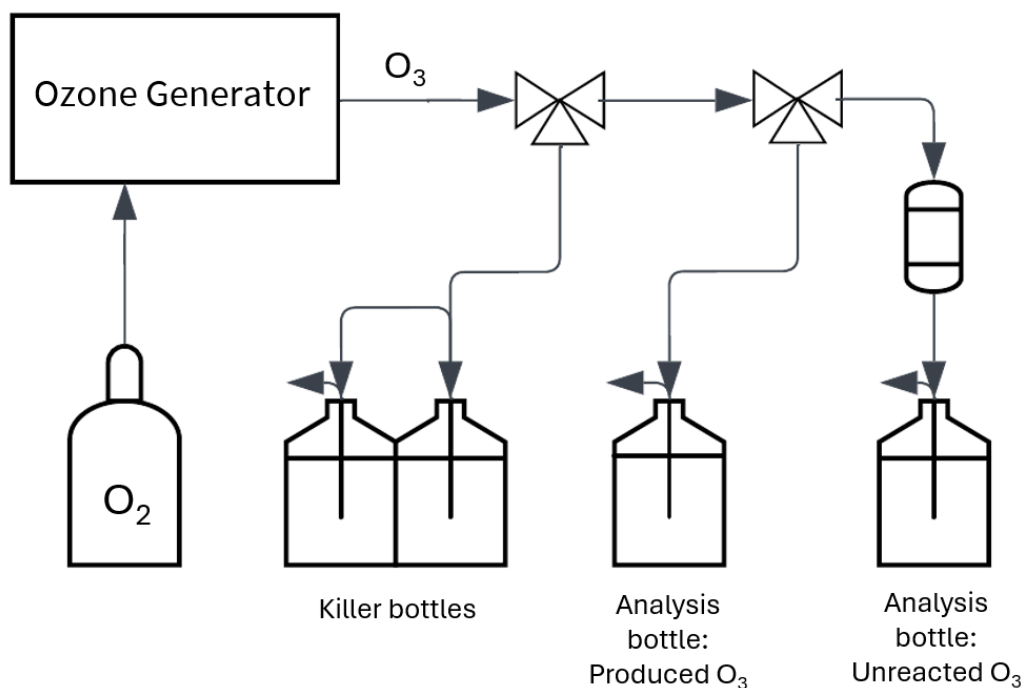 O₃
Ozone Generator
O₂
Killer bottles
Analysis
bottle:
Produced O₃
Analysis
bottle:
Unreacted O₃